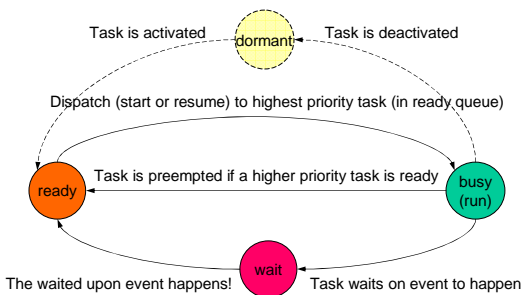 Task is activated
dormant
Task is deactivated
Dispatch (start or resume) to highest priority task (in ready queue)
ready
Task is preempted if a higher priority task is ready
busy
(run)
The waited upon event happens!
wait
Task waits on event to happen